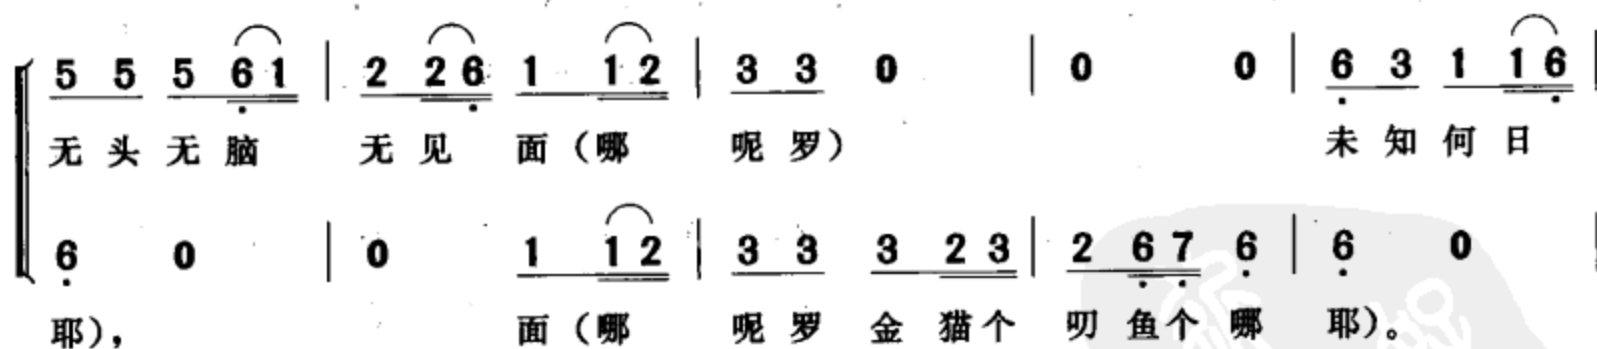 5 5 5 6 1 | 2 2 6 1 1 2 | 3 3 0 | 0 0 | 6 3 1 1 6
无头无脑 无见 面（哪 呢罗） 未知何日
6 0 | 0 1 1 2 | 3 3 3 2 3 | 2 6 7 6 | 6 0
耶）， 面（哪 呢罗金猫个 叨鱼个哪 耶）。